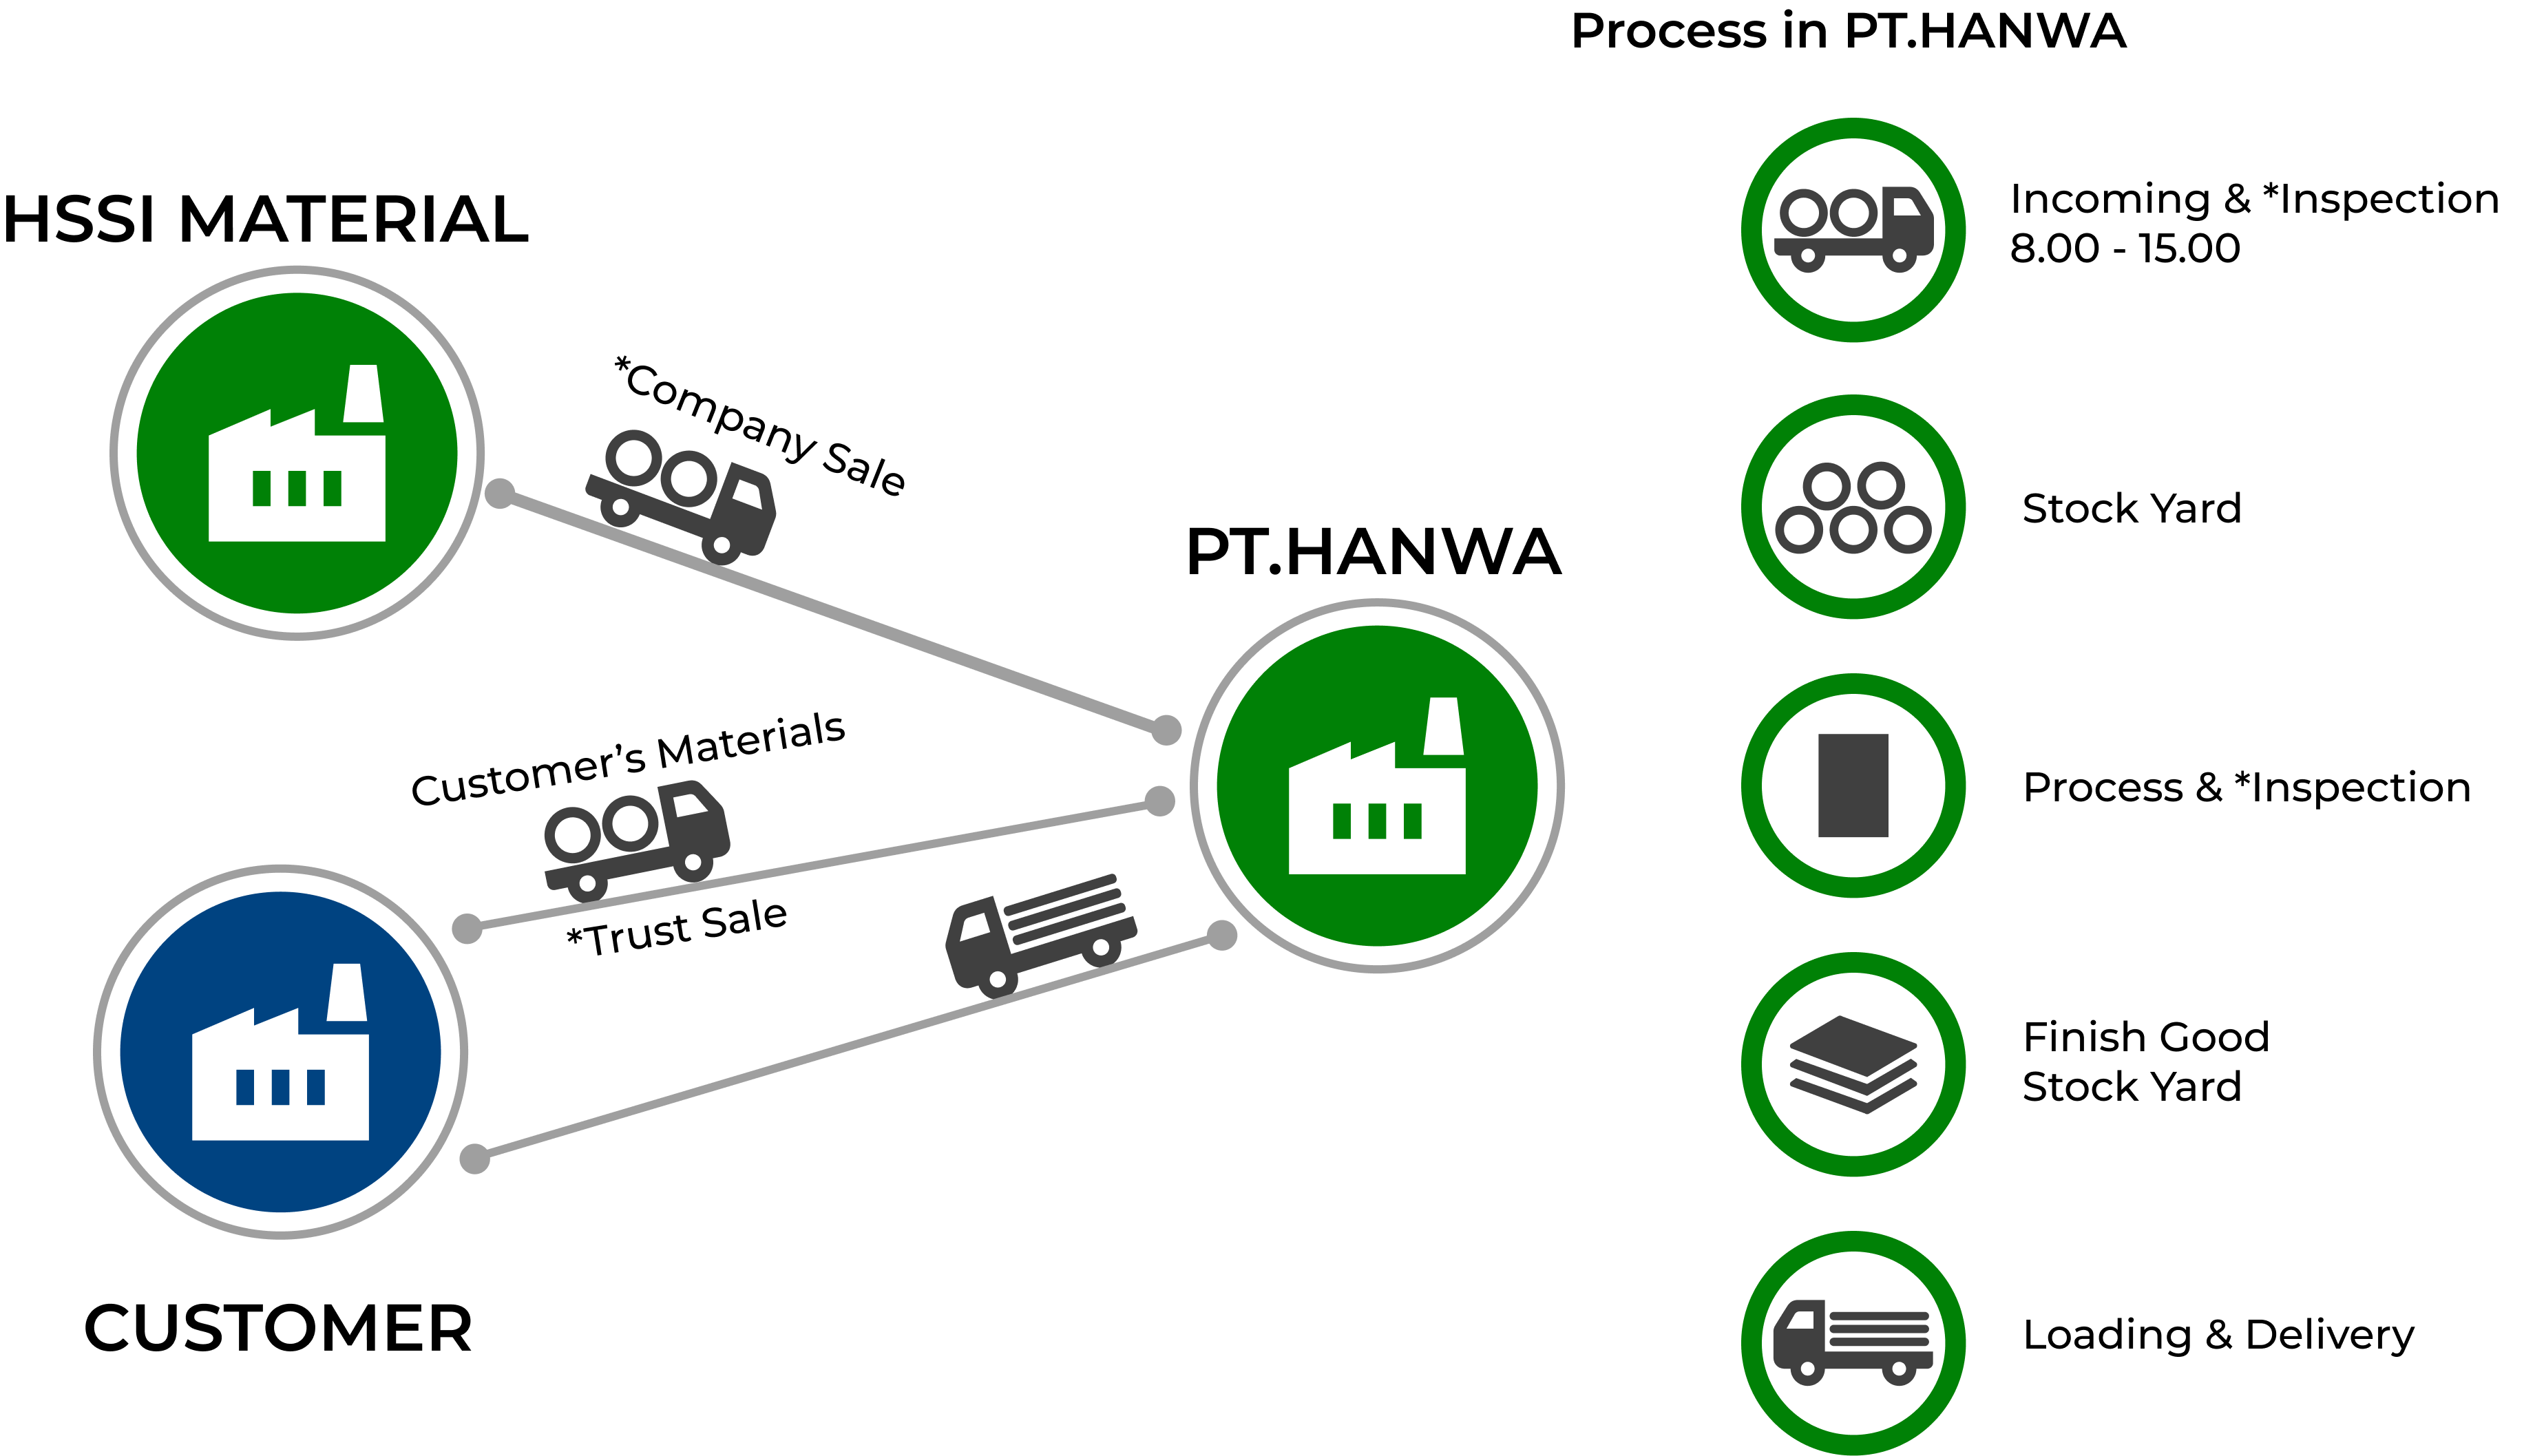 Process in PT.HANWA
HSSI MATERIAL
*Company Sale
PT.HANWA
Customer’s Materials
*Trust Sale
CUSTOMER
Incoming & *Inspection
8.00 - 15.00
Stock Yard
Process & *Inspection
Finish Good
Stock Yard
Loading & Delivery